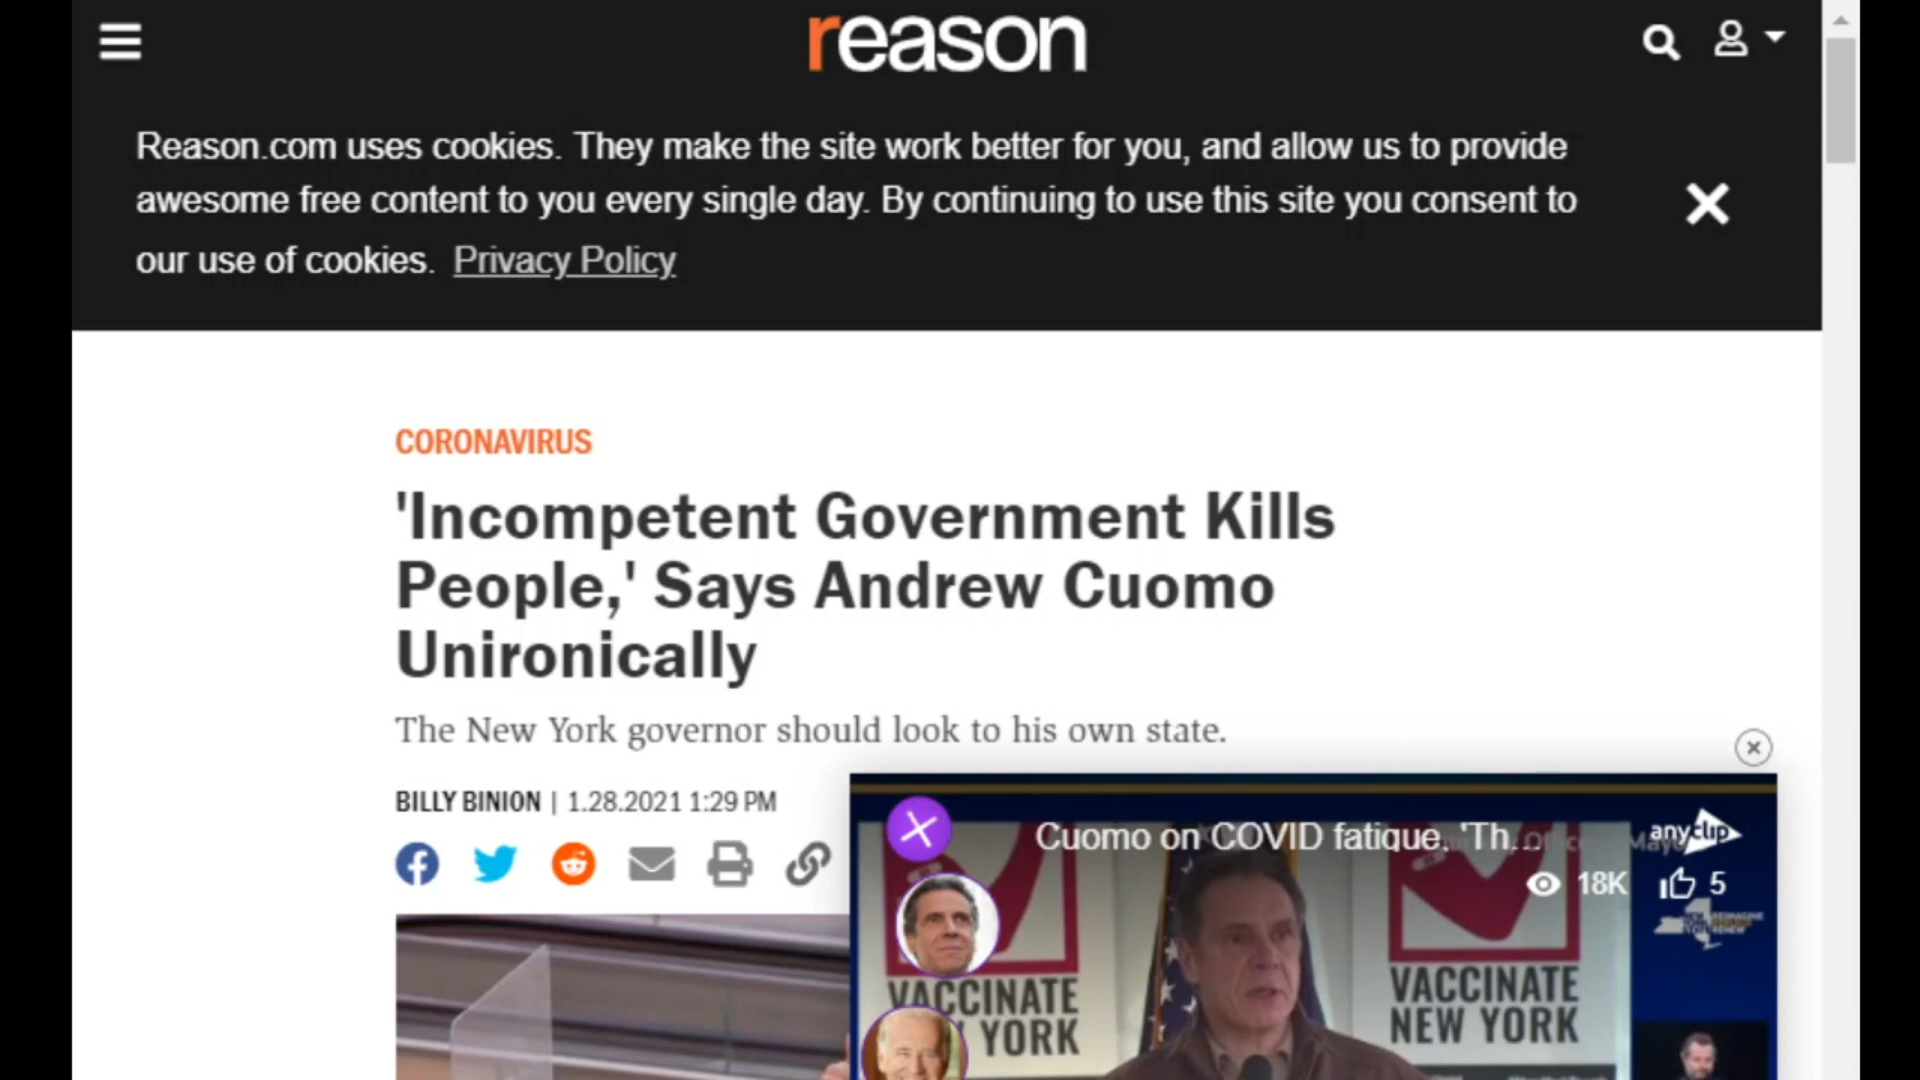 reason
Reason.com uses cookies. They make the site work better for you, and allow us to provide
awesome free content to you every single day. By continuing to use this site you consent to
our use of cookies. Privacy Policy
CORONAVIRUS
'Incompetent Government Kills
People,' Says Andrew Cuomo
Unironically
The New York governor should look to his own state.
BILLY BINION | 1.28.2021 1:29 PM
Cuomo on COVID fatigue. 'Th...
anyclip
18K
5
VACCINATE
YORK
VACCINATE
NEW YORK